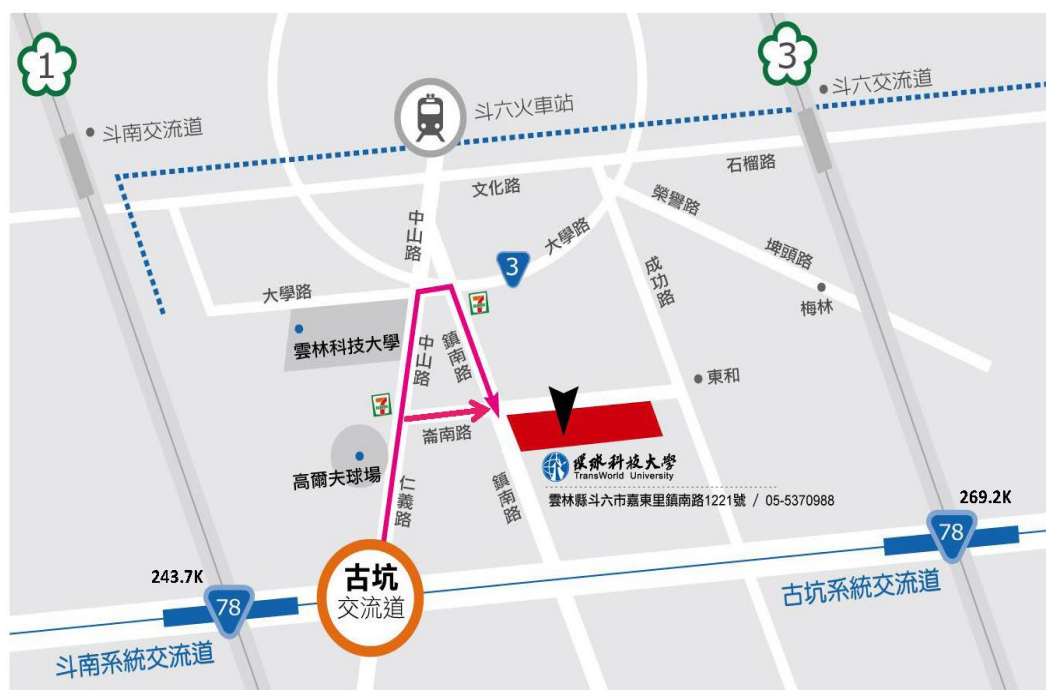 1
3
斗六交流道
斗南交流道
斗六火車站
石榴路
文化路
榮譽路
中山路
大學路
3
埤頭路
成功路
大學路
梅林
7
雲林科技大學
中山路
鎮南路
東和
7
崙南路
高爾夫球場
環球科技大學
TransWorld University
仁義路
鎮南路
雲林縣斗六市嘉東里鎮南路1221號 / 05-5370988
269.2K
78
古坑
交流道
243.7K
78
古坑系統交流道
斗南系統交流道